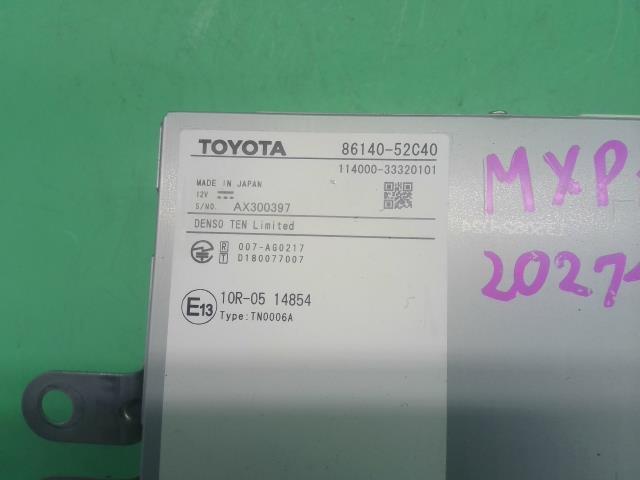 TOYOTA 86140-52C40
114000-33320101
MADE IN JAPAN
12V
S/NO. AX300397
DENSO TEN Limited
R 007-AG0217
T D180077007
E13 10R-05 14854
Type:TN0006A
MXP
2027